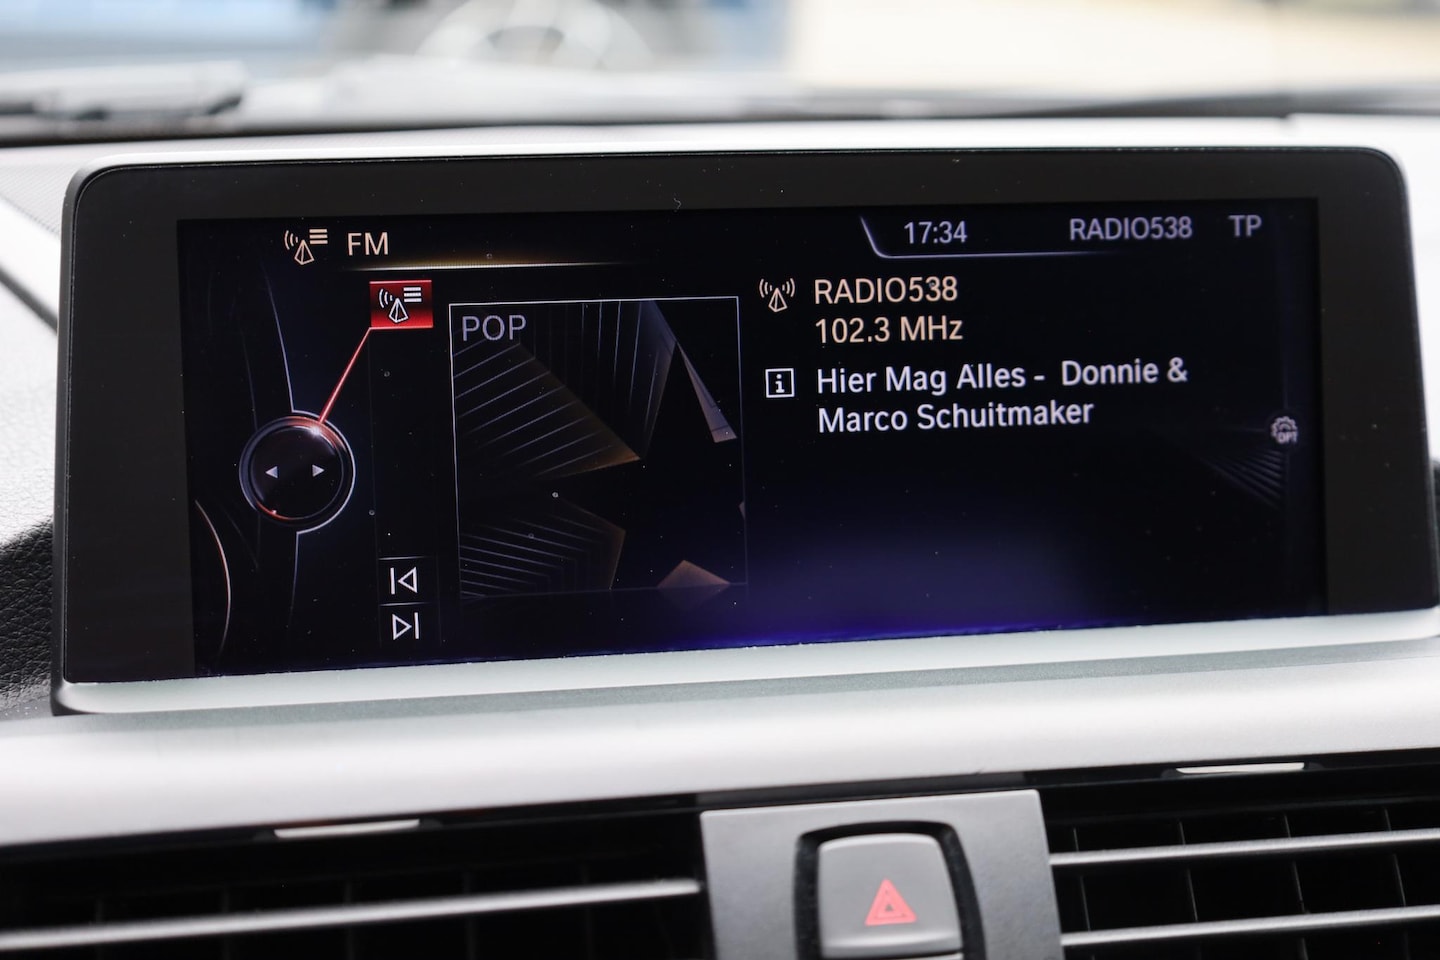 FM
17:34 RADIO538 TP
POP
RADIO538
102.3 MHz
i Hier Mag Alles - Donnie &
Marco Schuitmaker
OPT